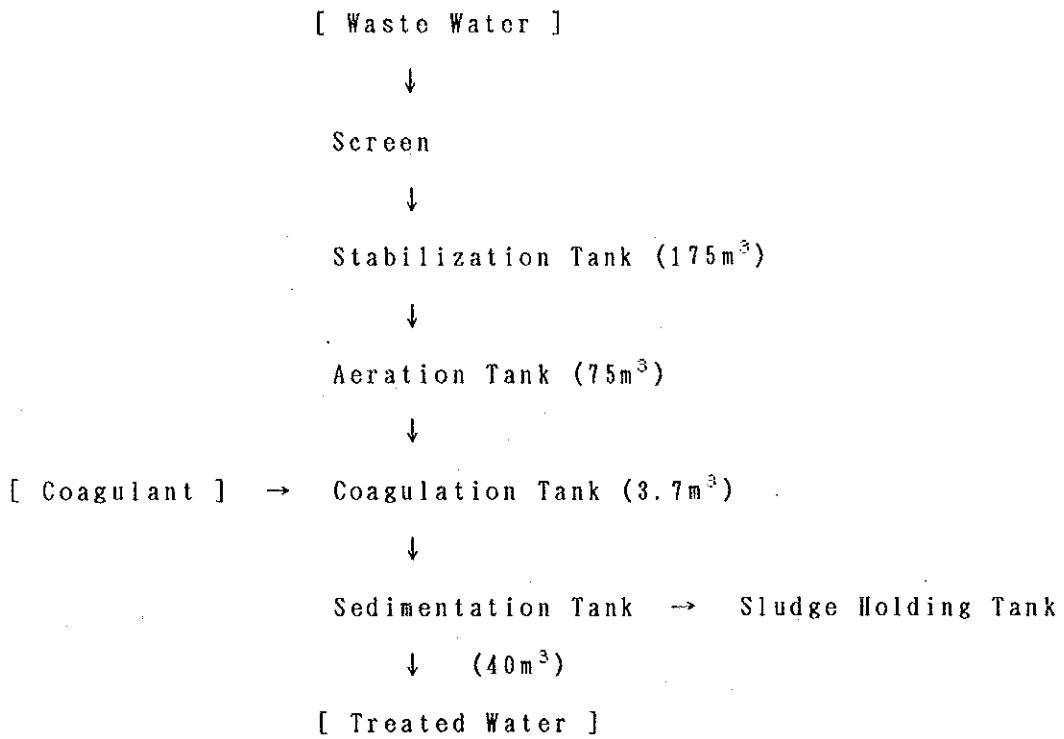 [ Waste Water ]
↓
Screen
↓
Stabilization Tank (175m³)
↓
Aeration Tank (75m³)
↓
[ Coagulant ] → Coagulation Tank (3.7m³)
↓
Sedimentation Tank → Sludge Holding Tank
↓ (40m³)
[ Treated Water ]